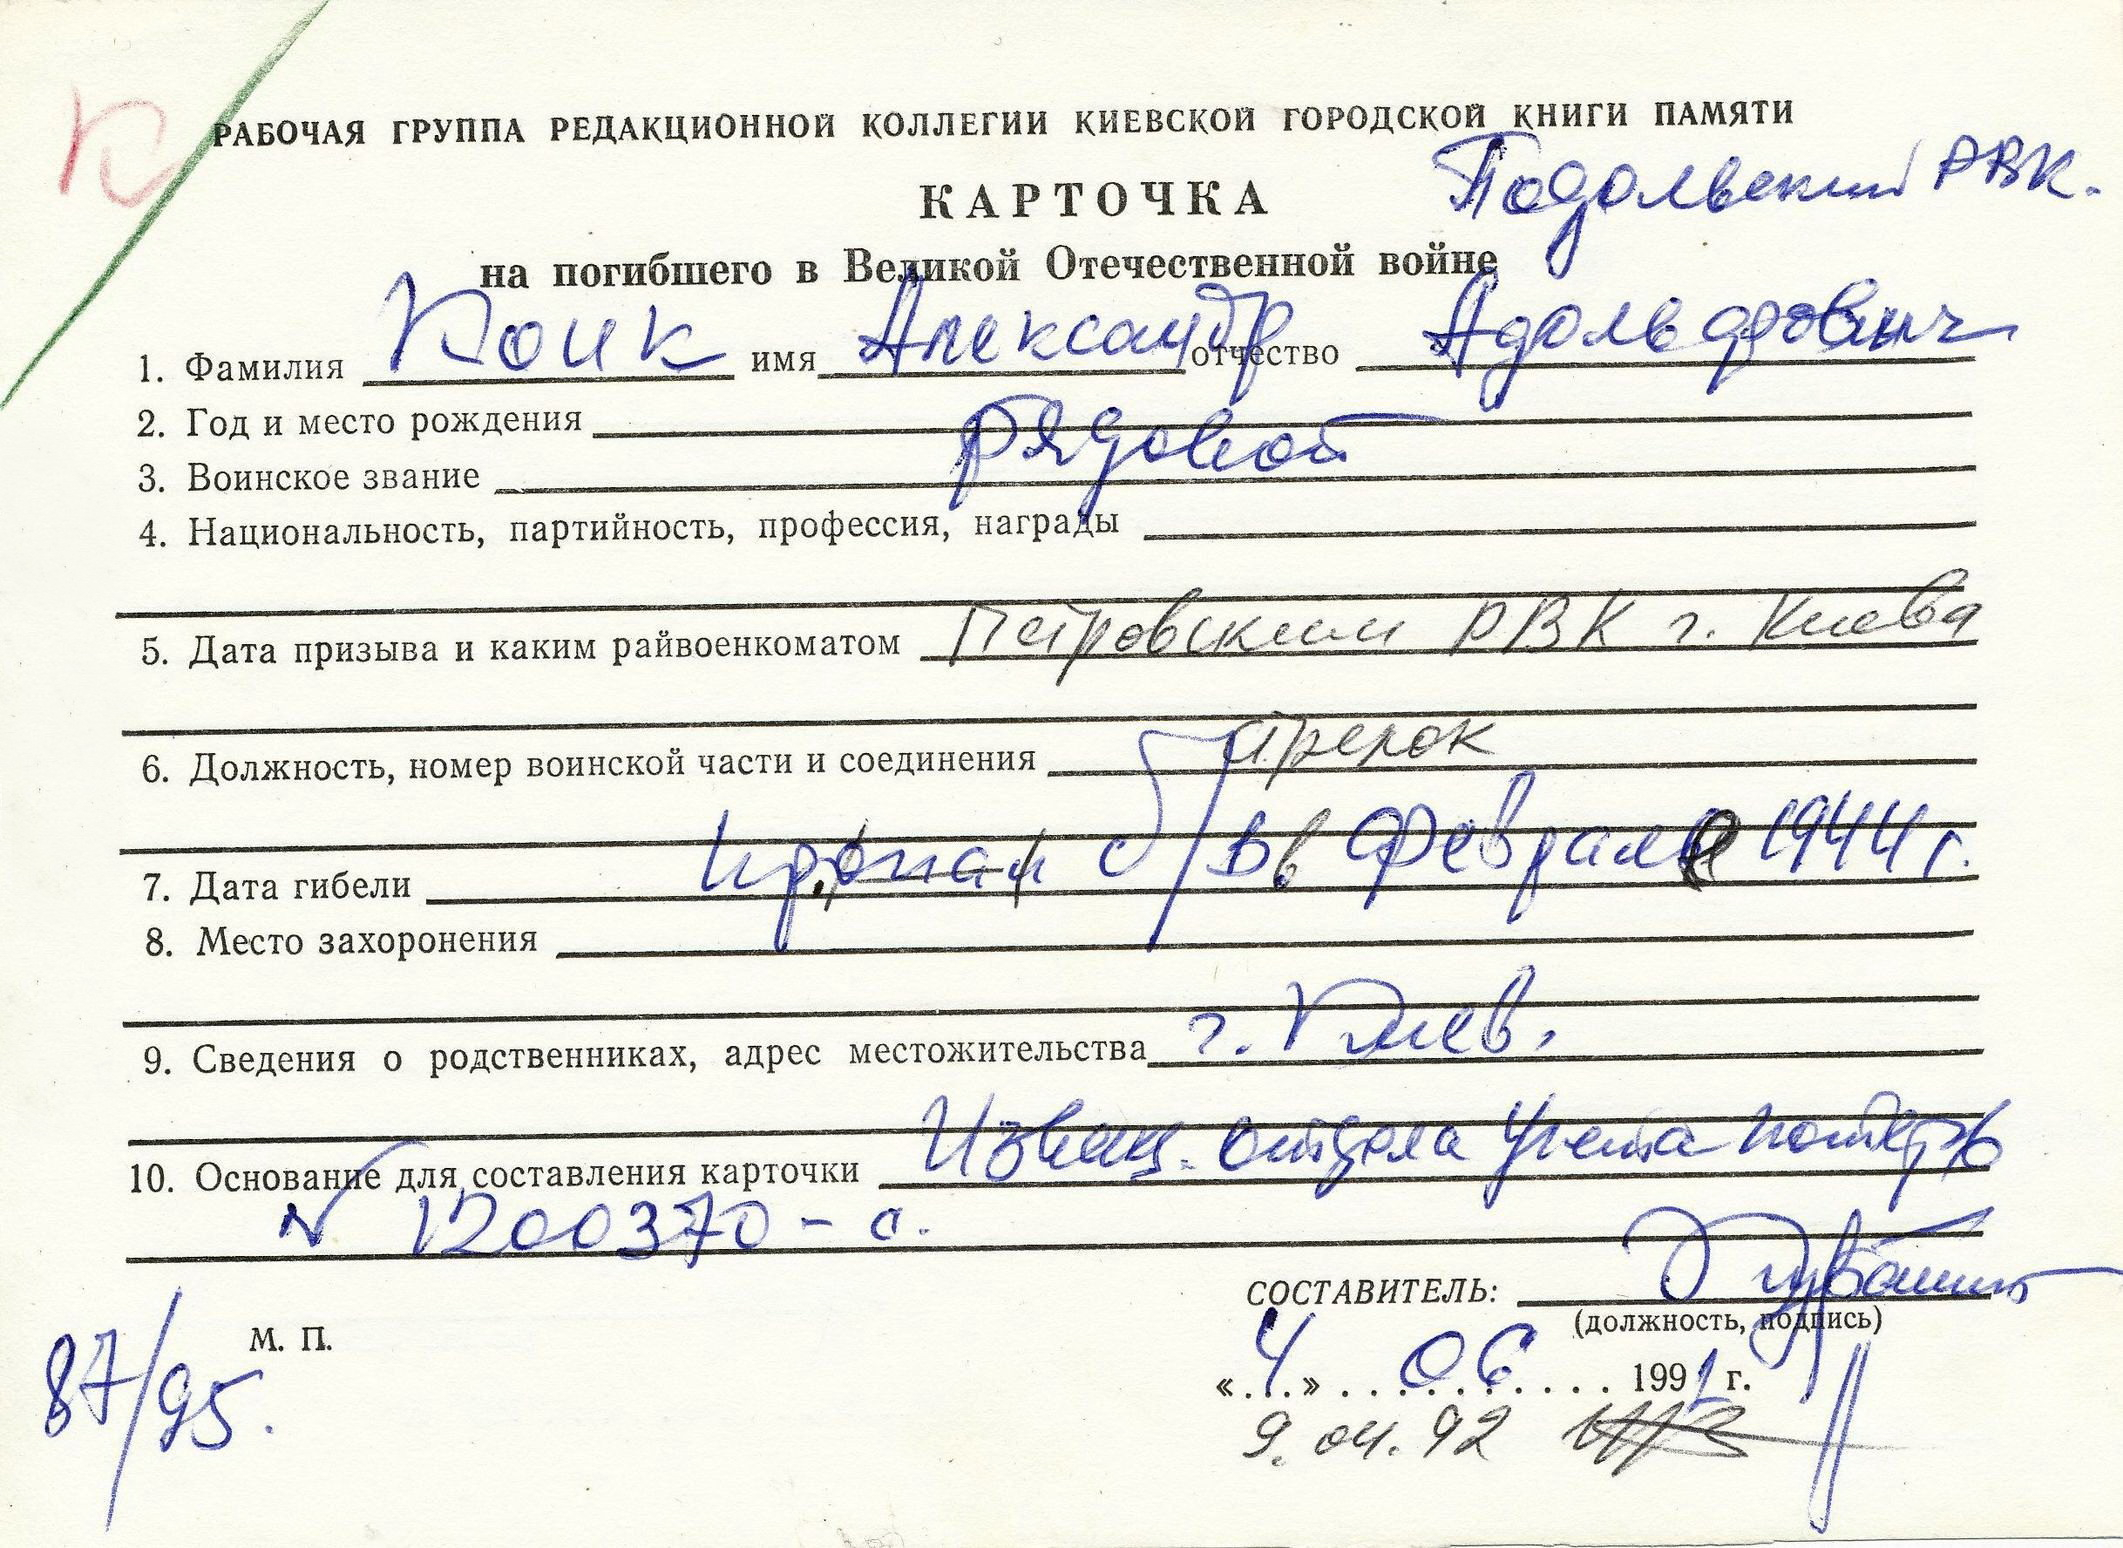 К
РАБОЧАЯ ГРУППА РЕДАКЦИОННОЙ КОЛЛЕГИИ КИЕВСКОЙ ГОРОДСКОЙ КНИГИ ПАМЯТИ
КАРТОЧКА Подольский РВК.
на погибшего в Великой Отечественной войне
1. Фамилия Коик имя Александр отчество Адольфович
2. Год и место рождения
3. Воинское звание рядовой
4. Национальность, партийность, профессия, награды
5. Дата призыва и каким райвоенкоматом Петровским РВК г. Киева
6. Должность, номер воинской части и соединения стрелок
7. Дата гибели пропал б/в в феврале 1944 г.
8. Место захоронения
9. Сведения о родственниках, адрес местожительства г. Киев.
10. Основание для составления карточки Извещ. отдела учета потерь
№ 1200370 - с.
СОСТАВИТЕЛЬ:
(должность, подпись)
М. П.
«4» 06 1991 г.
87/95.
9.04.92